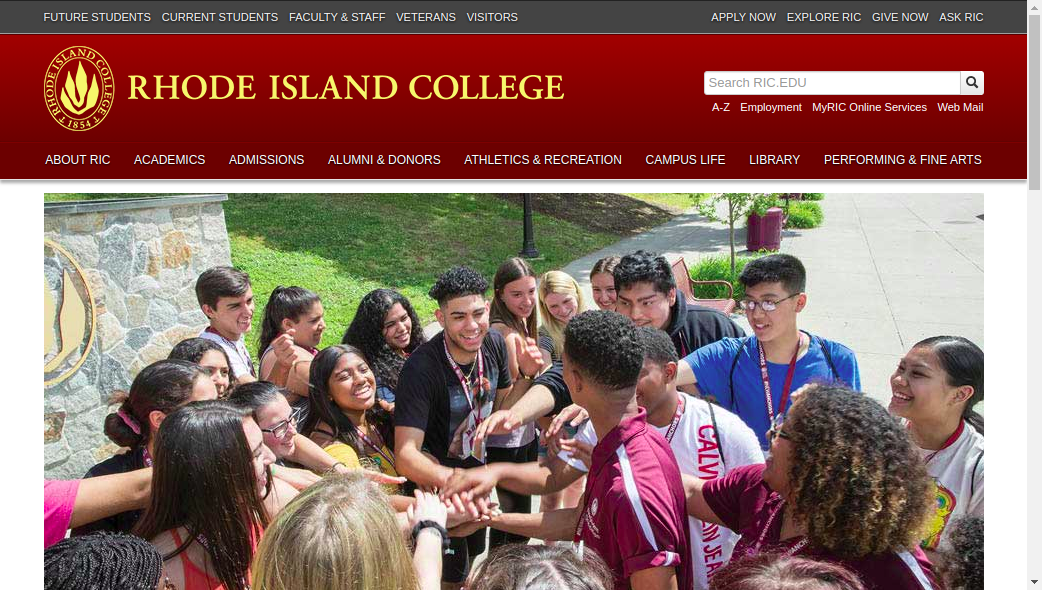 FUTURE STUDENTS CURRENT STUDENTS FACULTY & STAFF VETERANS VISITORS APPLY NOW EXPLORE RIC GIVE NOW ASK RIC
RHODE ISLAND COLLEGE
RHODE ISLAND COLLEGE
1854
Search RIC.EDU
A-Z Employment MyRIC Online Services Web Mail
ABOUT RIC ACADEMICS ADMISSIONS ALUMNI & DONORS ATHLETICS & RECREATION CAMPUS LIFE LIBRARY PERFORMING & FINE ARTS